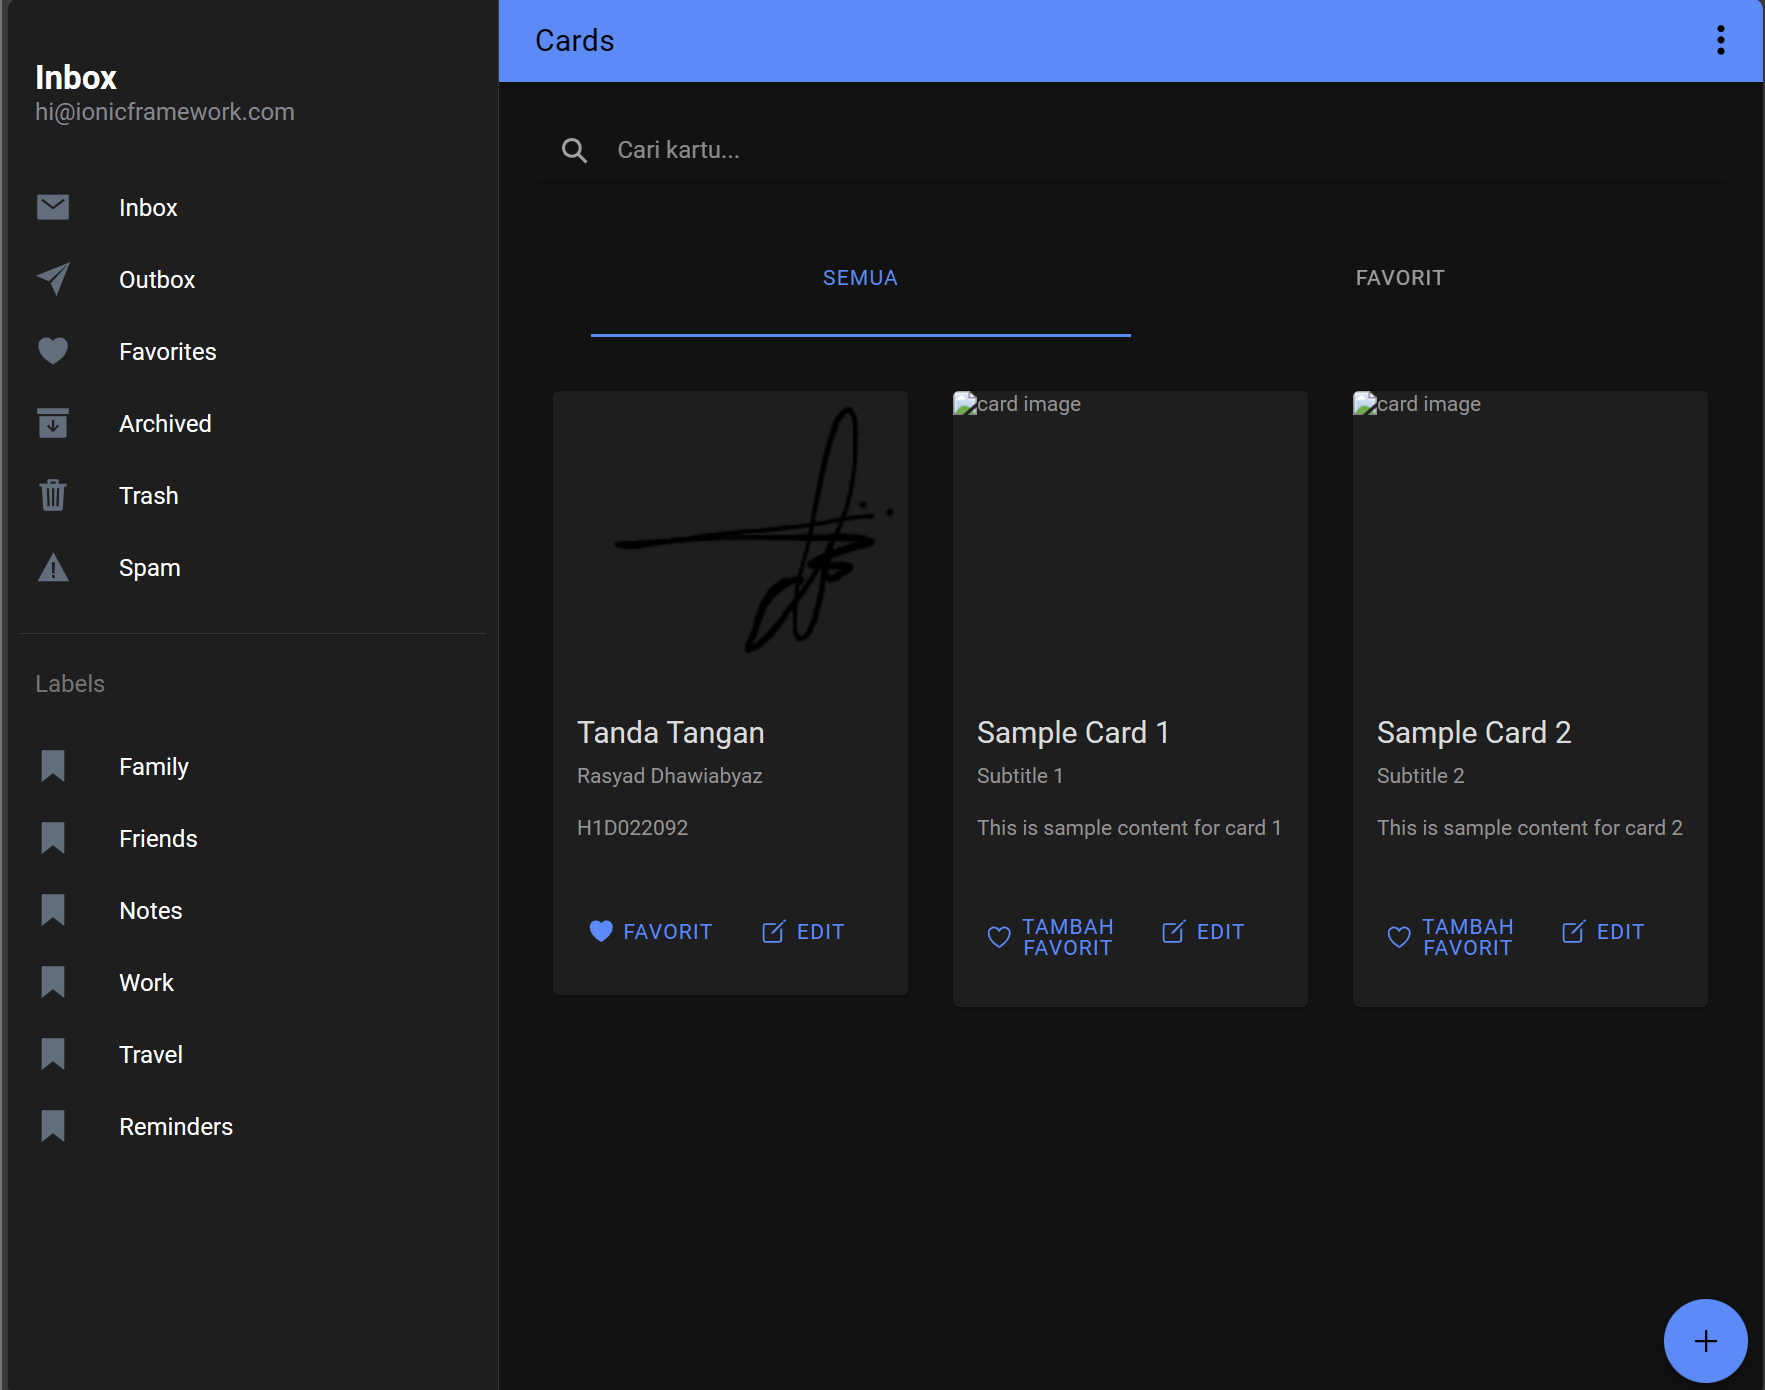 Inbox
hi@ionicframework.com
Inbox
Outbox
Favorites
Archived
Trash
Spam
Labels
Family
Friends
Notes
Work
Travel
Reminders
Cards
Cari kartu...
SEMUA
FAVORIT
Tanda Tangan
Rasyad Dhawiabyaz
H1D022092
FAVORIT
EDIT
card image
Sample Card 1
Subtitle 1
This is sample content for card 1
TAMBAH
FAVORIT
EDIT
card image
Sample Card 2
Subtitle 2
This is sample content for card 2
TAMBAH
FAVORIT
EDIT